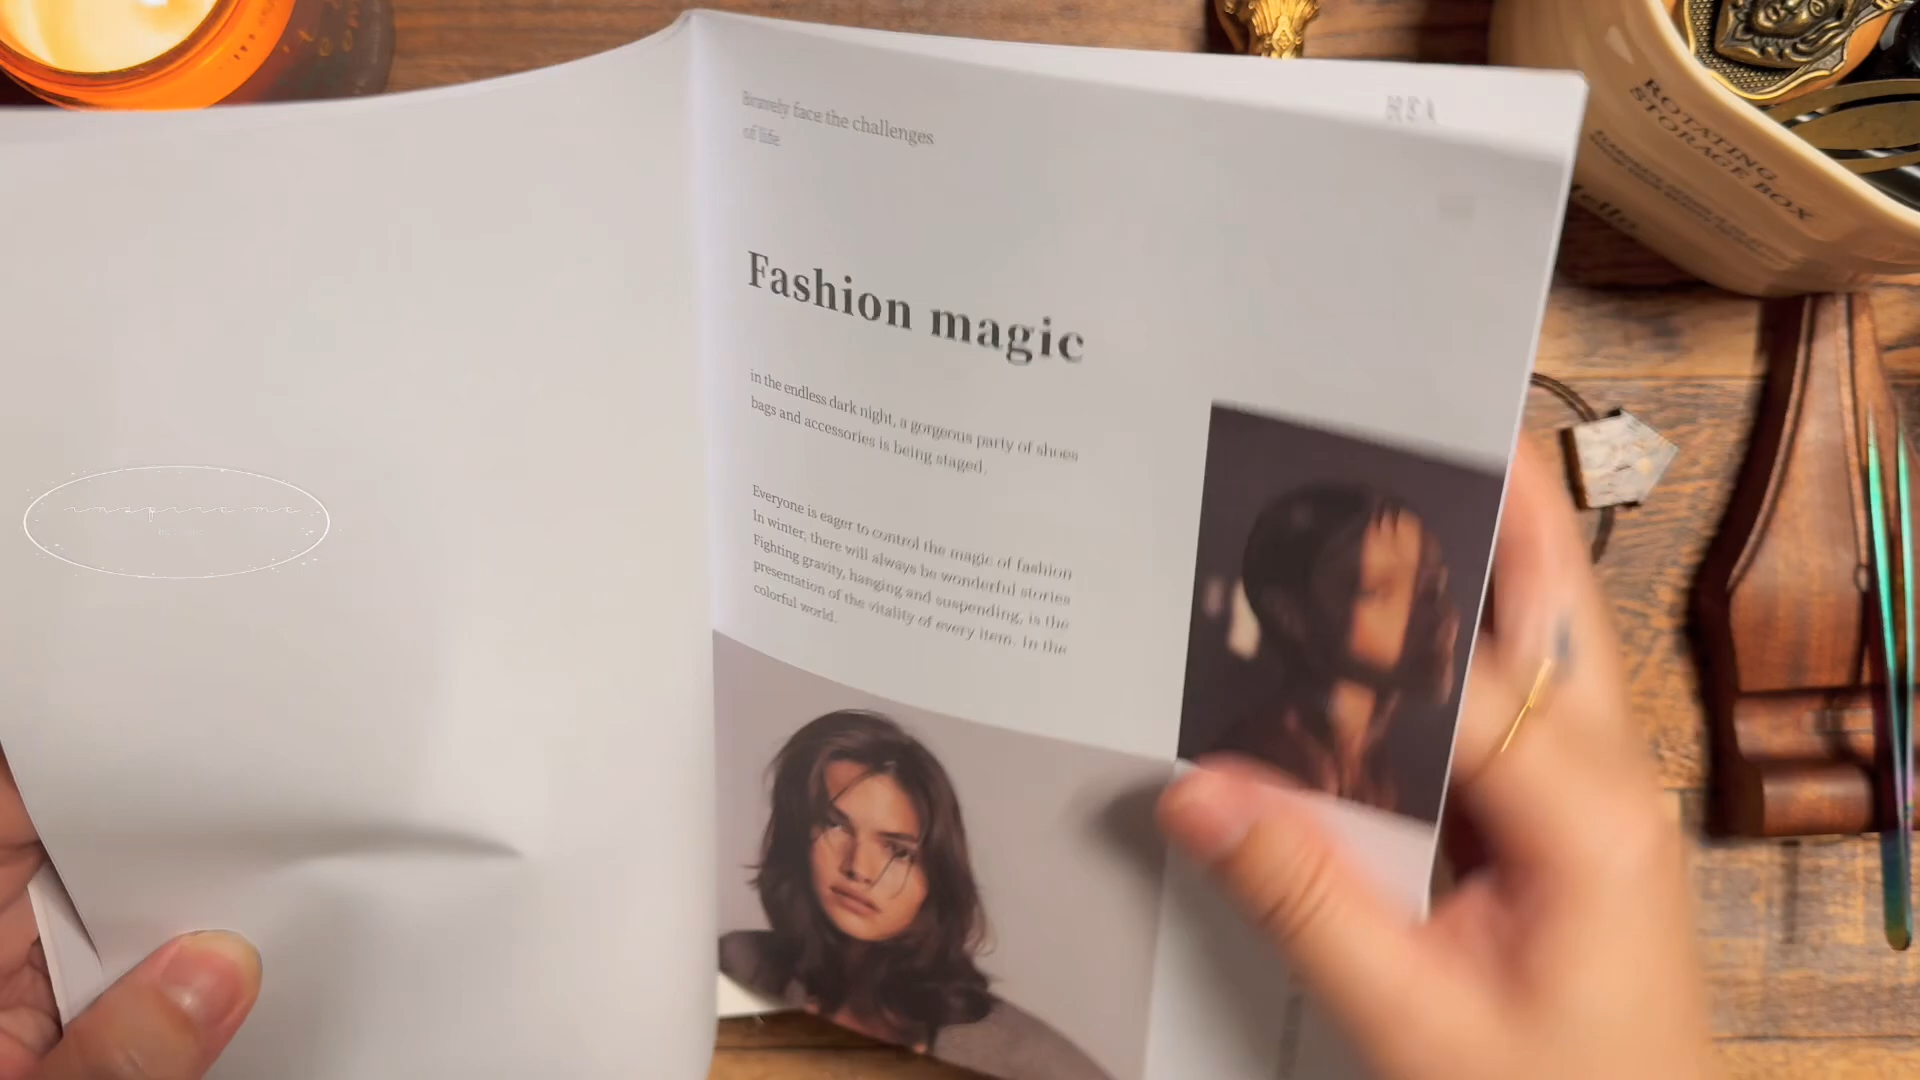 Bravely face the challenges
of life
Fashion magic
in the endless dark night, a gorgeous party of shoes
bags and accessories is being staged.
Everyone is eager to control the magic of fashion
In winter, there will always be wonderful stories
Fighting gravity, hanging and suspending, is the
presentation of the vitality of every item. In the
colorful world.
inspire me
ROTATING
STORAGE BOX